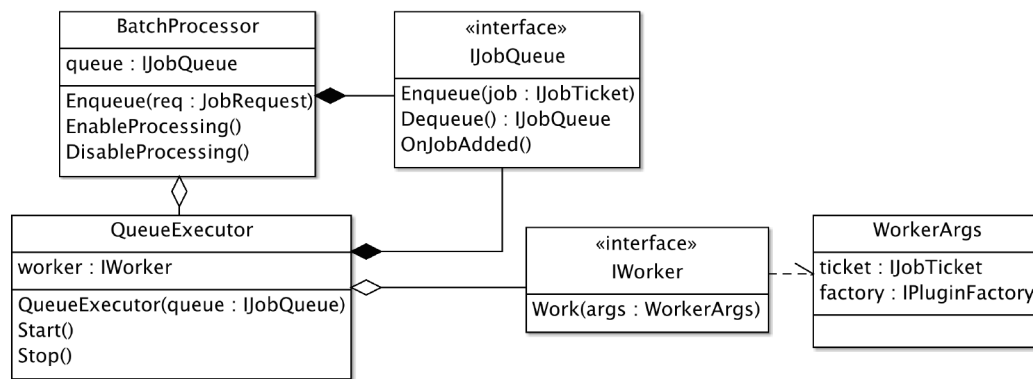 BatchProcessor
queue : IJobQueue
Enqueue(req : JobRequest)
EnableProcessing()
DisableProcessing()
«interface»
IJobQueue
Enqueue(job : IJobTicket)
Dequeue() : IJobQueue
OnJobAdded()
QueueExecutor
worker : IWorker
QueueExecutor(queue : IJobQueue)
Start()
Stop()
«interface»
IWorker
Work(args : WorkerArgs)
WorkerArgs
ticket : IJobTicket
factory : IPluginFactory